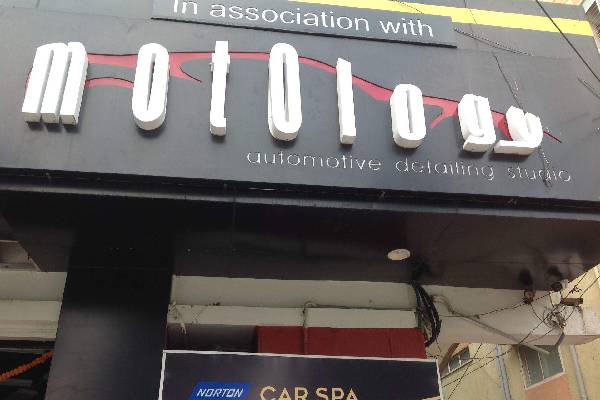 In association with
motology
automotive detailing studio
NORTON CAR SPA